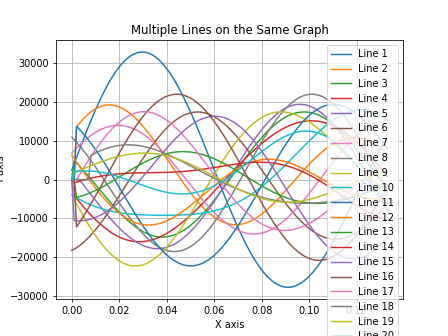 Multiple Lines on the Same Graph
30000
20000
10000
0
−10000
−20000
−30000
0.00
0.02
0.04
0.06
0.08
0.10
X axis
Line 1
Line 2
Line 3
Line 4
Line 5
Line 6
Line 7
Line 8
Line 9
Line 10
Line 11
Line 12
Line 13
Line 14
Line 15
Line 16
Line 17
Line 18
Line 19
Line 20